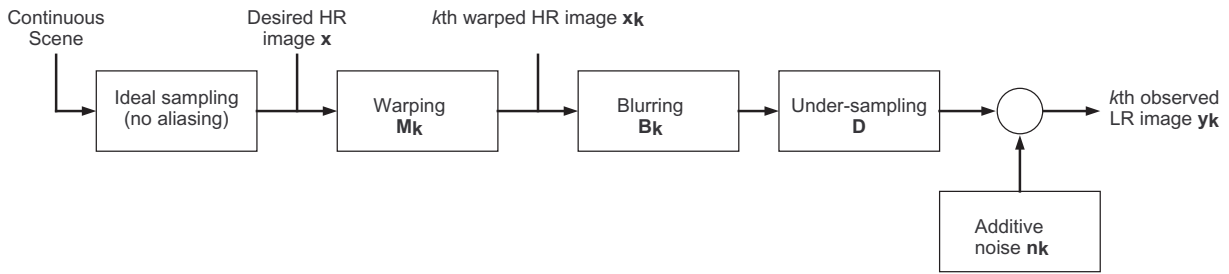 Continuous
Scene
Desired HR
image x
kth warped HR image xk
Ideal sampling
(no aliasing)
Warping
Mk
Blurring
Bk
Under-sampling
D
kth observed
LR image yk
Additive
noise nk